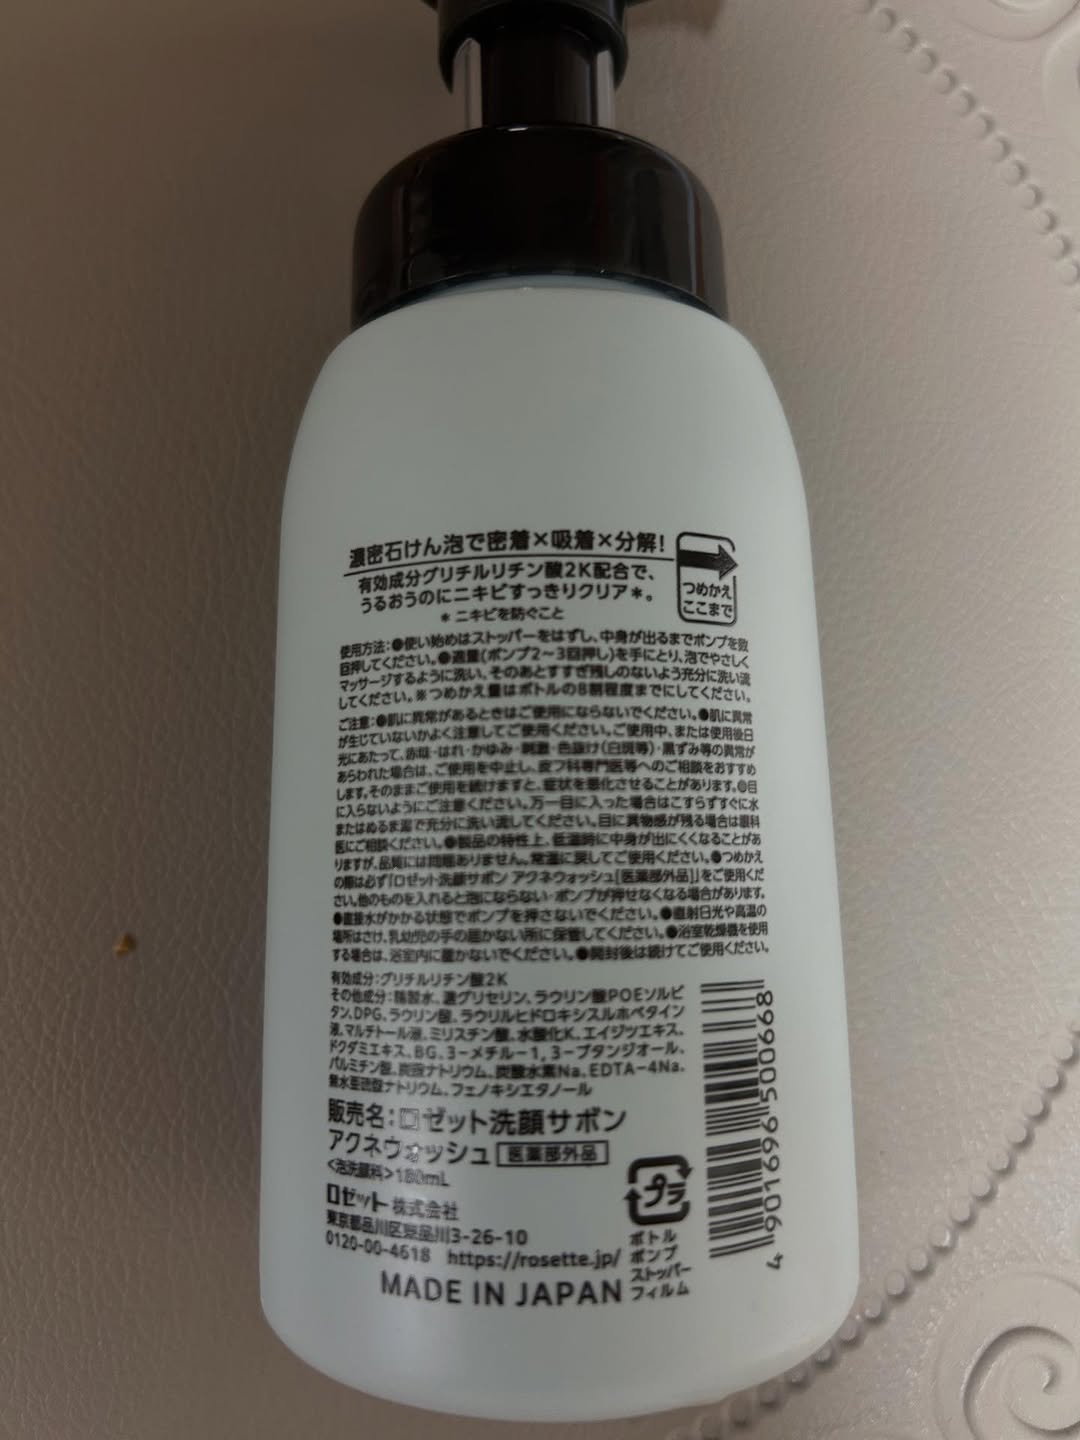 濃密石けん泡で密着×吸着×分解!
有効成分グリチルリチン酸2K配合で、
うるおうのにニキビすっきりクリア*。
* ニキビを防ぐこと
つめかえ
ここまで
使用方法:●使い始めはストッパーをはずし、中身が出るまでポンプを数
回押してください。●適量(ポンプ2~3回押し)を手にとり、泡でやさしく
マッサージするように洗い、そのあとすすぎ残しのないよう充分に洗い流
してください。※つめかえ量はボトルの8割程度までにしてください。
ご注意:●肌に異常があるときはご使用にならないでください。●肌に異常
が生じていないかよく注意してご使用ください。ご使用中、または使用後日
光にあたって、赤味・はれ・かゆみ・刺激・色抜け(白斑等)・黒ずみ等の異常が
あらわれた場合は、ご使用を中止し、皮フ科専門医等へのご相談をおすすめ
します。そのままご使用を続けますと、症状を悪化させることがあります。●目
に入らないようにご注意ください。万一目に入った場合はこすらずすぐに水
またはぬるま湯で充分に洗い流してください。目に異物感が残る場合は眼科
医にご相談ください。●製品の特性上、低温時に中身が出にくくなることがあ
りますが、品質には問題ありません。常温に戻してご使用ください。●つめかえ
の際は必ず「ロゼット洗顔サボン アクネウォッシュ[医薬部外品]」をご使用くだ
さい。他のものを入れると泡にならない・ポンプが押せなくなる場合があります。
●直接水がかかる状態でポンプを押さないでください。●直射日光や高温の
場所はさけ、乳幼児の手の届かない所に保管してください。●浴室乾燥機を使用
する場合は、浴室内に置かないでください。●開封後は続けてご使用ください。
有効成分:グリチルリチン酸2K
その他成分:精製水、濃グリセリン、ラウリン酸POEソルビ
タン、DPG、ラウリン酸、ラウリルヒドロキシスルホベタイン
液、マルチトール液、ミリスチン酸、水酸化K、エイジツエキス、
ドクダミエキス、BG、3-メチル-1,3-ブタンジオール、
パルミチン酸、炭酸ナトリウム、炭酸水素Na、EDTA-4Na、
無水亜硫酸ナトリウム、フェノキシエタノール
販売名:ロゼット洗顔サボン
アクネウォッシュ 医薬部外品
<泡洗顔料>180mL
ロゼット 株式会社
東京都品川区東品川3-26-10
0120-00-4618 https://rosette.jp/
MADE IN JAPAN
プラ
ボトル
ポンプ
ストッパー
フィルム
4901696500668